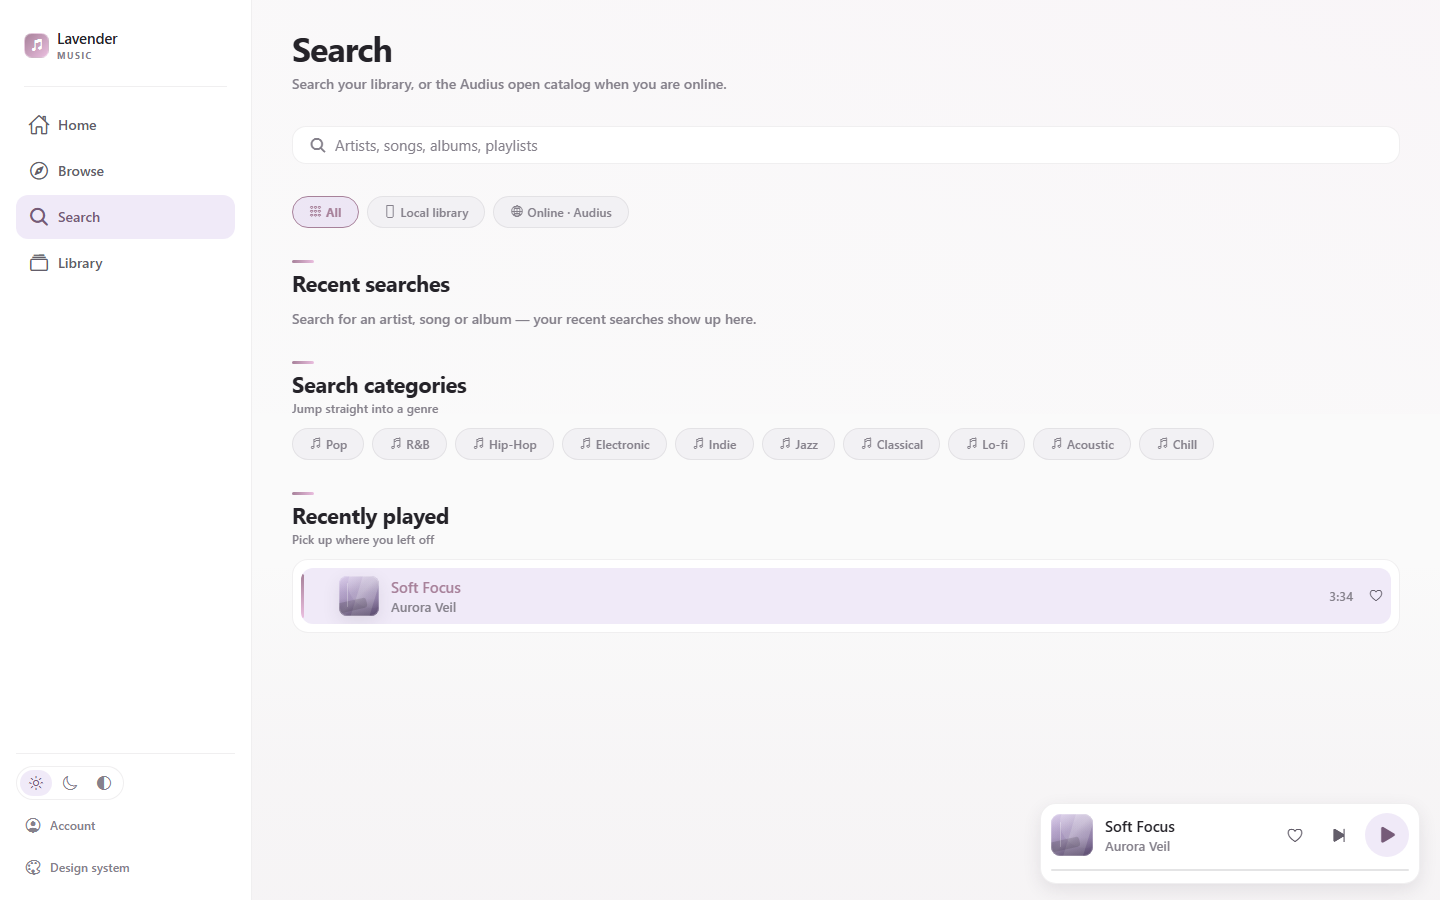 Lavender
MUSIC
Home
Browse
Search
Library
Account
Design system
Search
Search your library, or the Audius open catalog when you are online.
Artists, songs, albums, playlists
All
Local library
Online · Audius
Recent searches
Search for an artist, song or album — your recent searches show up here.
Search categories
Jump straight into a genre
Pop
R&B
Hip-Hop
Electronic
Indie
Jazz
Classical
Lo-fi
Acoustic
Chill
Recently played
Pick up where you left off
Soft Focus
Aurora Veil
3:34
Soft Focus
Aurora Veil